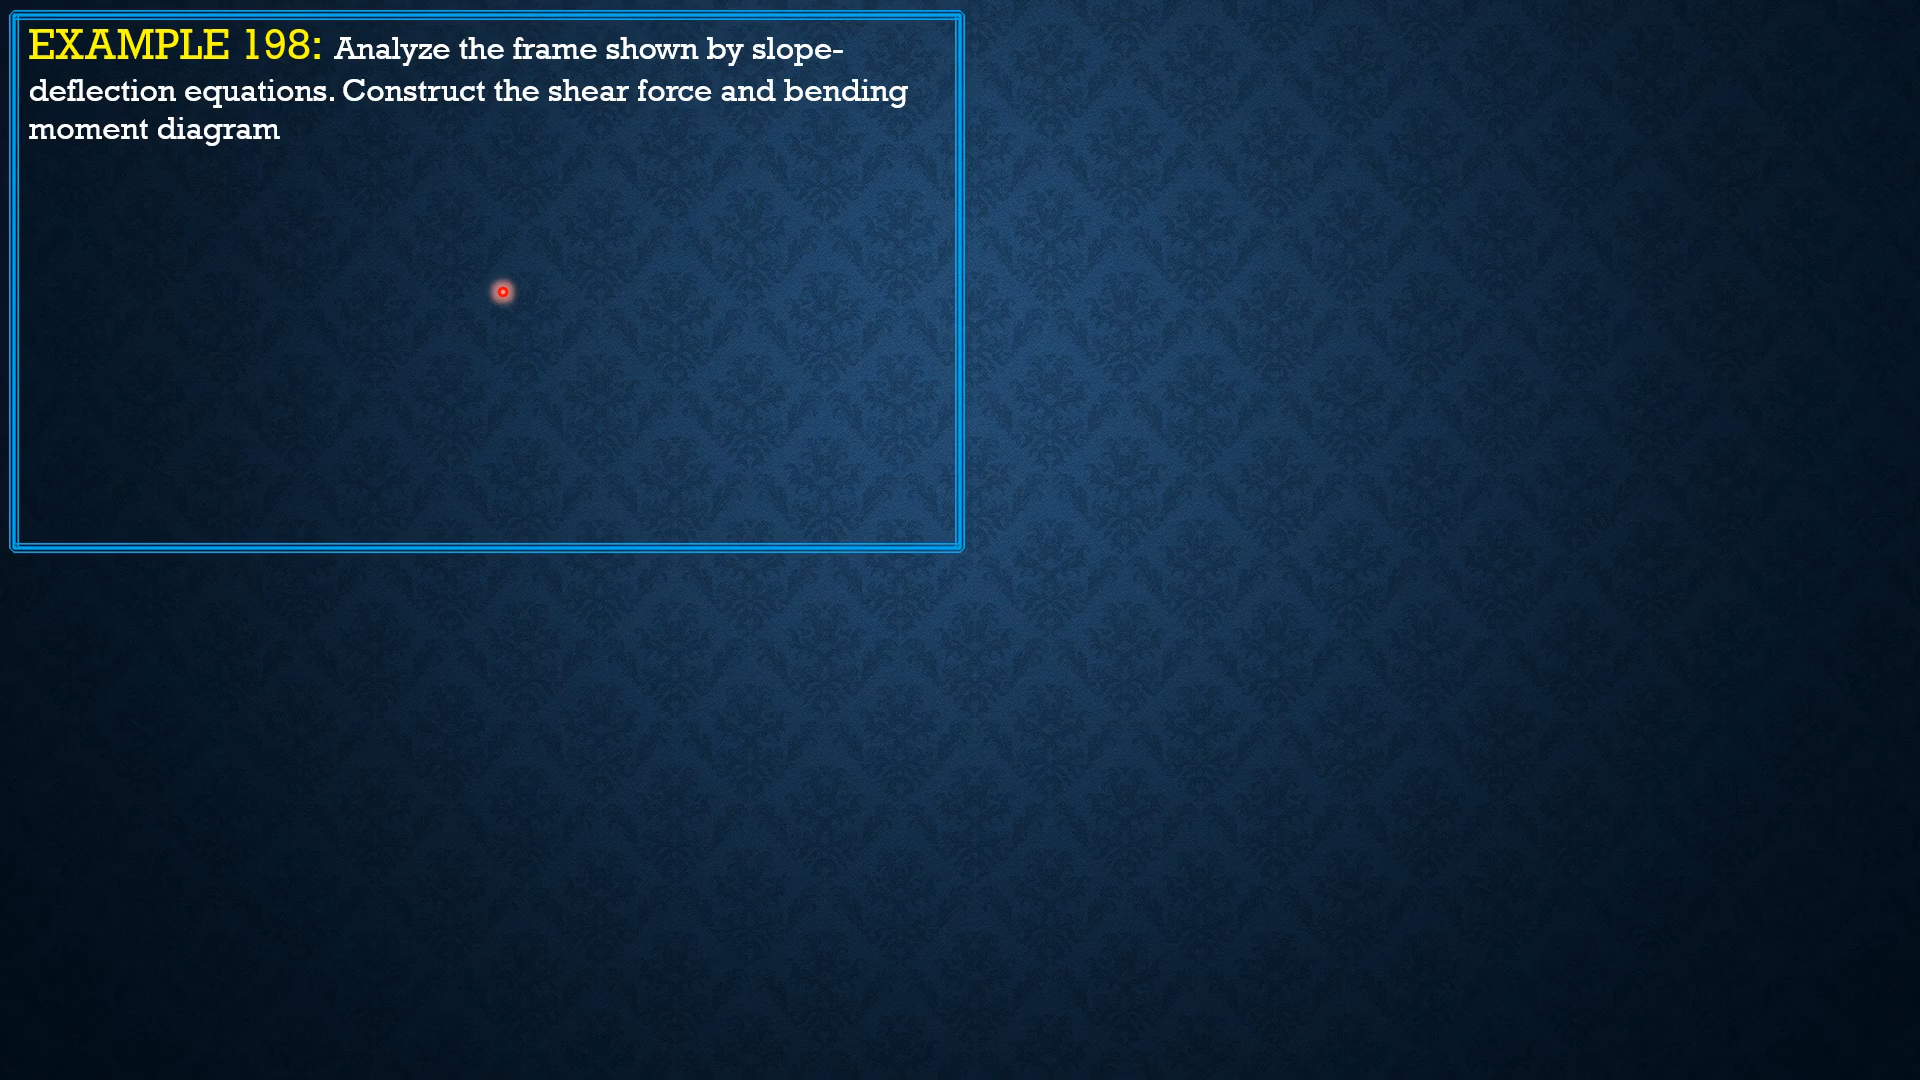 EXAMPLE 198: Analyze the frame shown by slope-
deflection equations. Construct the shear force and bending
moment diagram